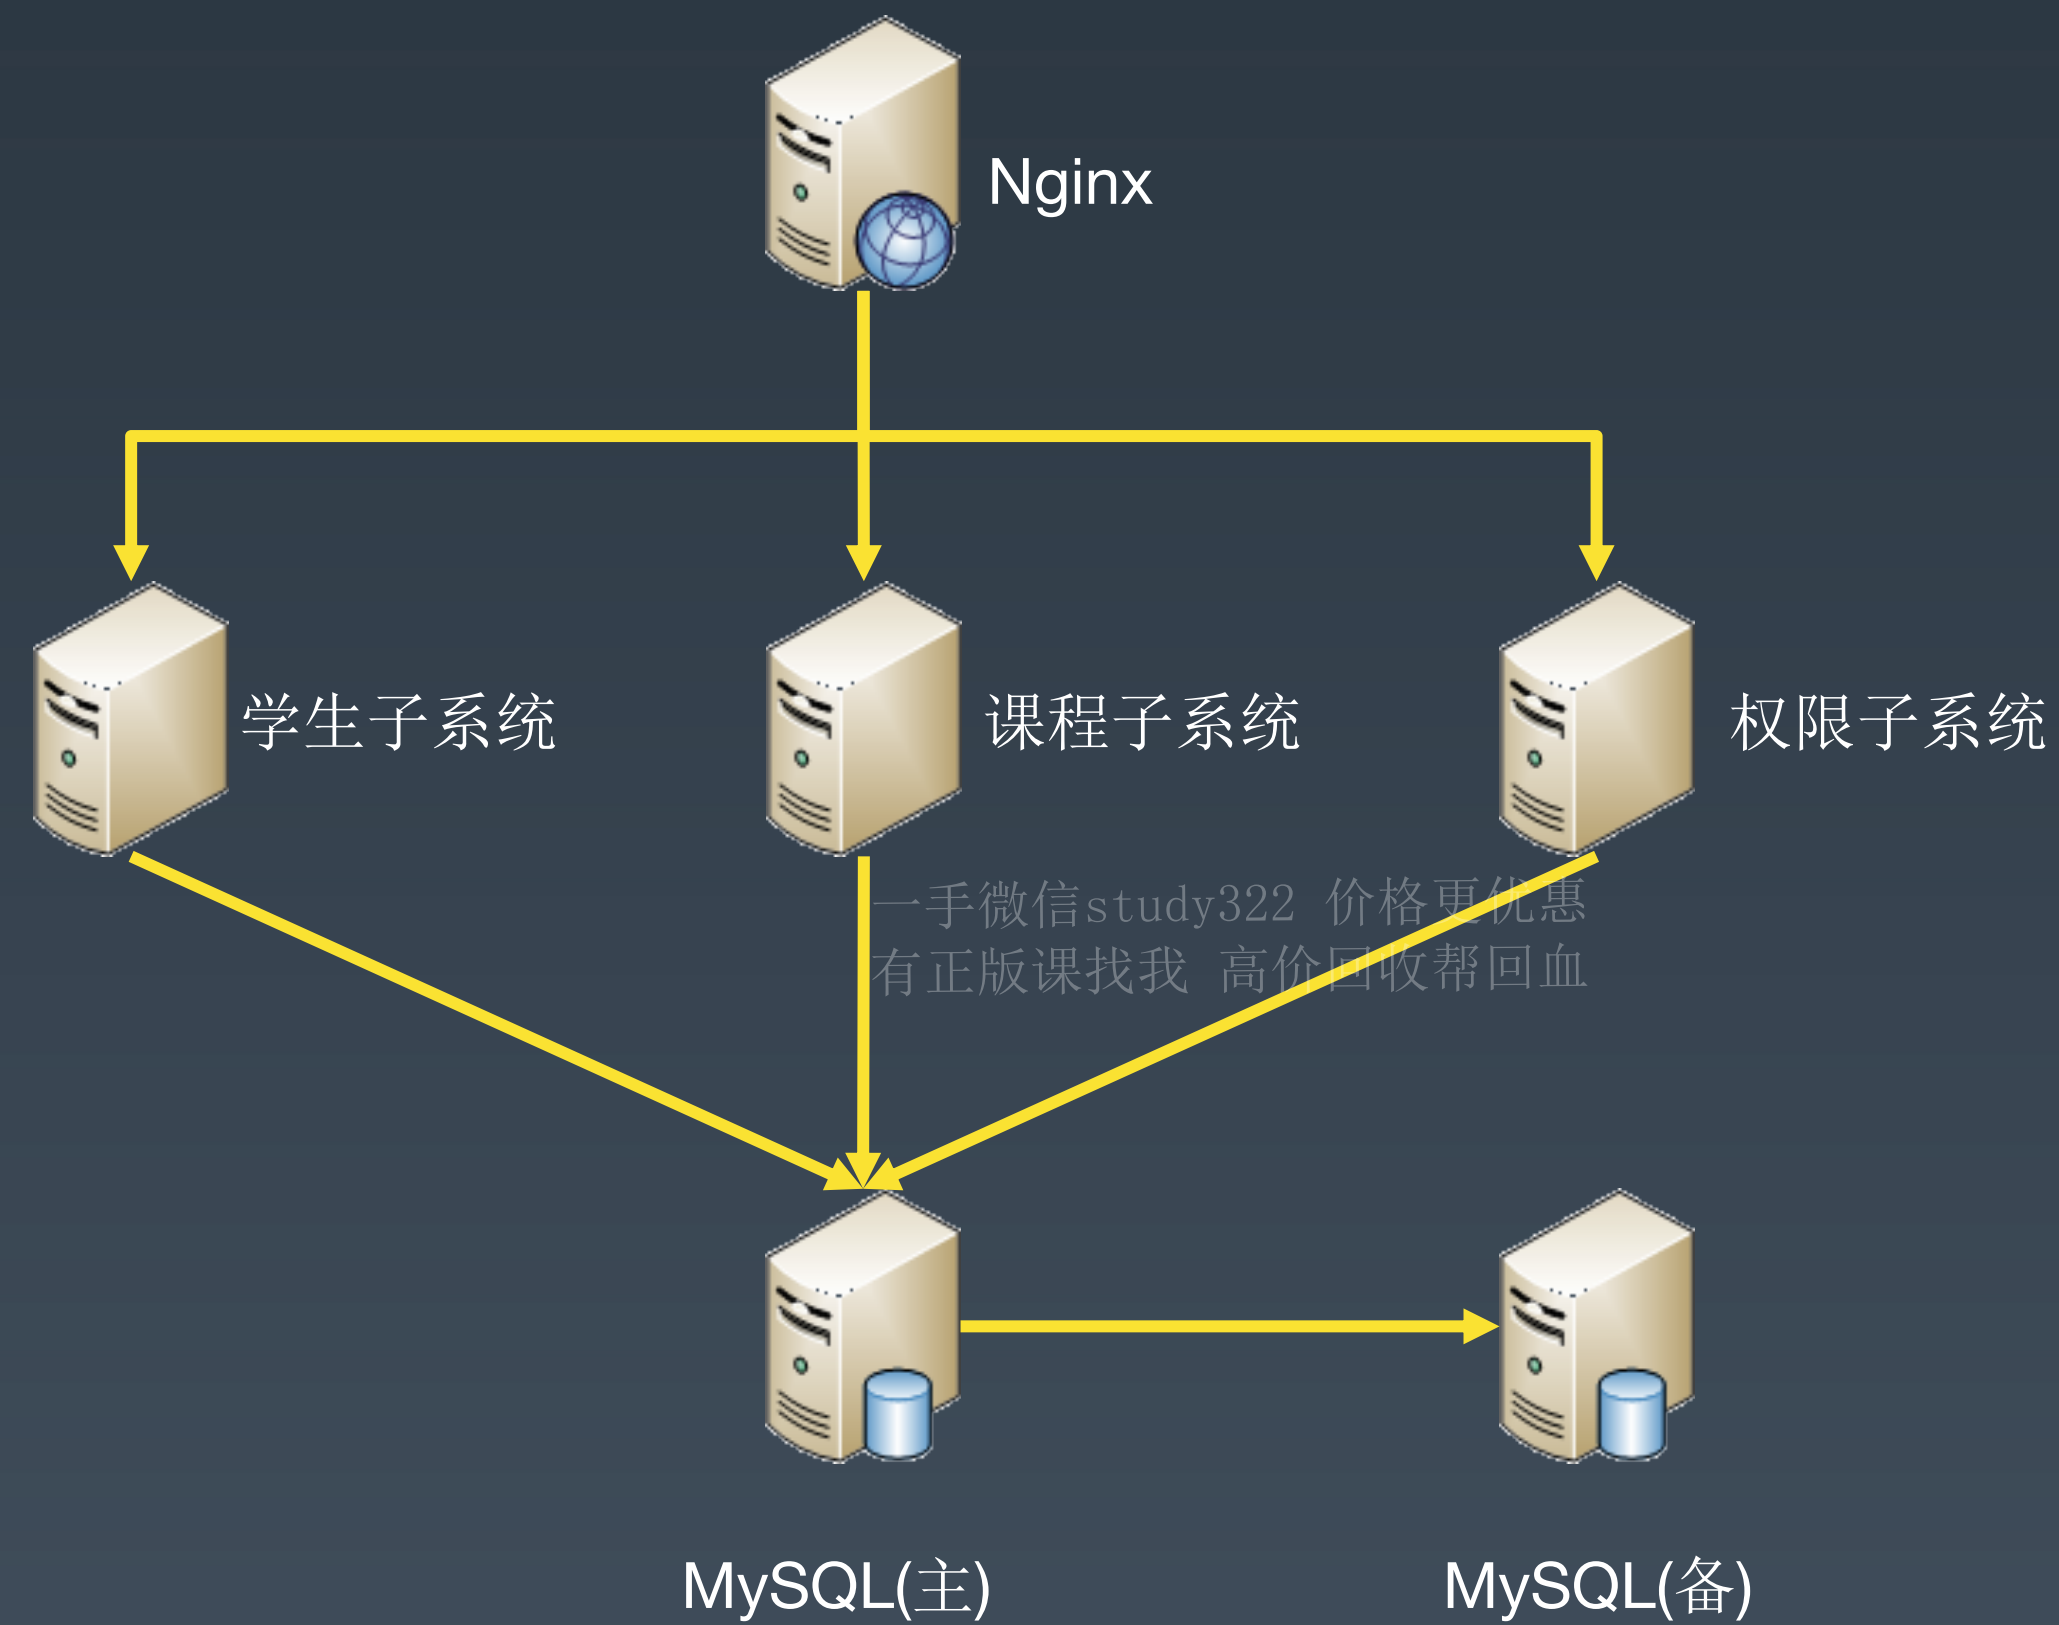 Nginx
学生子系统
课程子系统
权限子系统
一手微信study322 价格更优惠
有正版课找我 高价回收帮回血
MySQL(主)
MySQL(备)